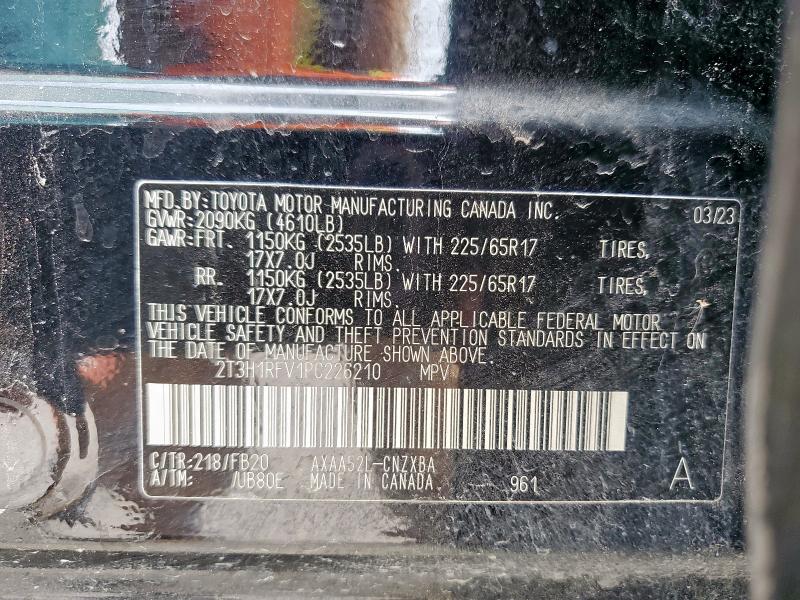 MFD.BY:TOYOTA MOTOR MANUFACTURING CANADA INC. 03/23
GVWR:2090KG (4610LB)
GAWR:FRT. 1150KG (2535LB) WITH 225/65R17 TIRES,
17X7.0J RIMS.
RR. 1150KG (2535LB) WITH 225/65R17 TIRES,
17X7.0J RIMS.
THIS VEHICLE CONFORMS TO ALL APPLICABLE FEDERAL MOTOR
VEHICLE SAFETY AND THEFT PREVENTION STANDARDS IN EFFECT ON
THE DATE OF MANUFACTURE SHOWN ABOVE.
2T3H1RFV1PC226210 MPV
C/TR:218/FB20 AXAA52L-CNZXBA
A/TM: /UB80E MADE IN CANADA. 961 A